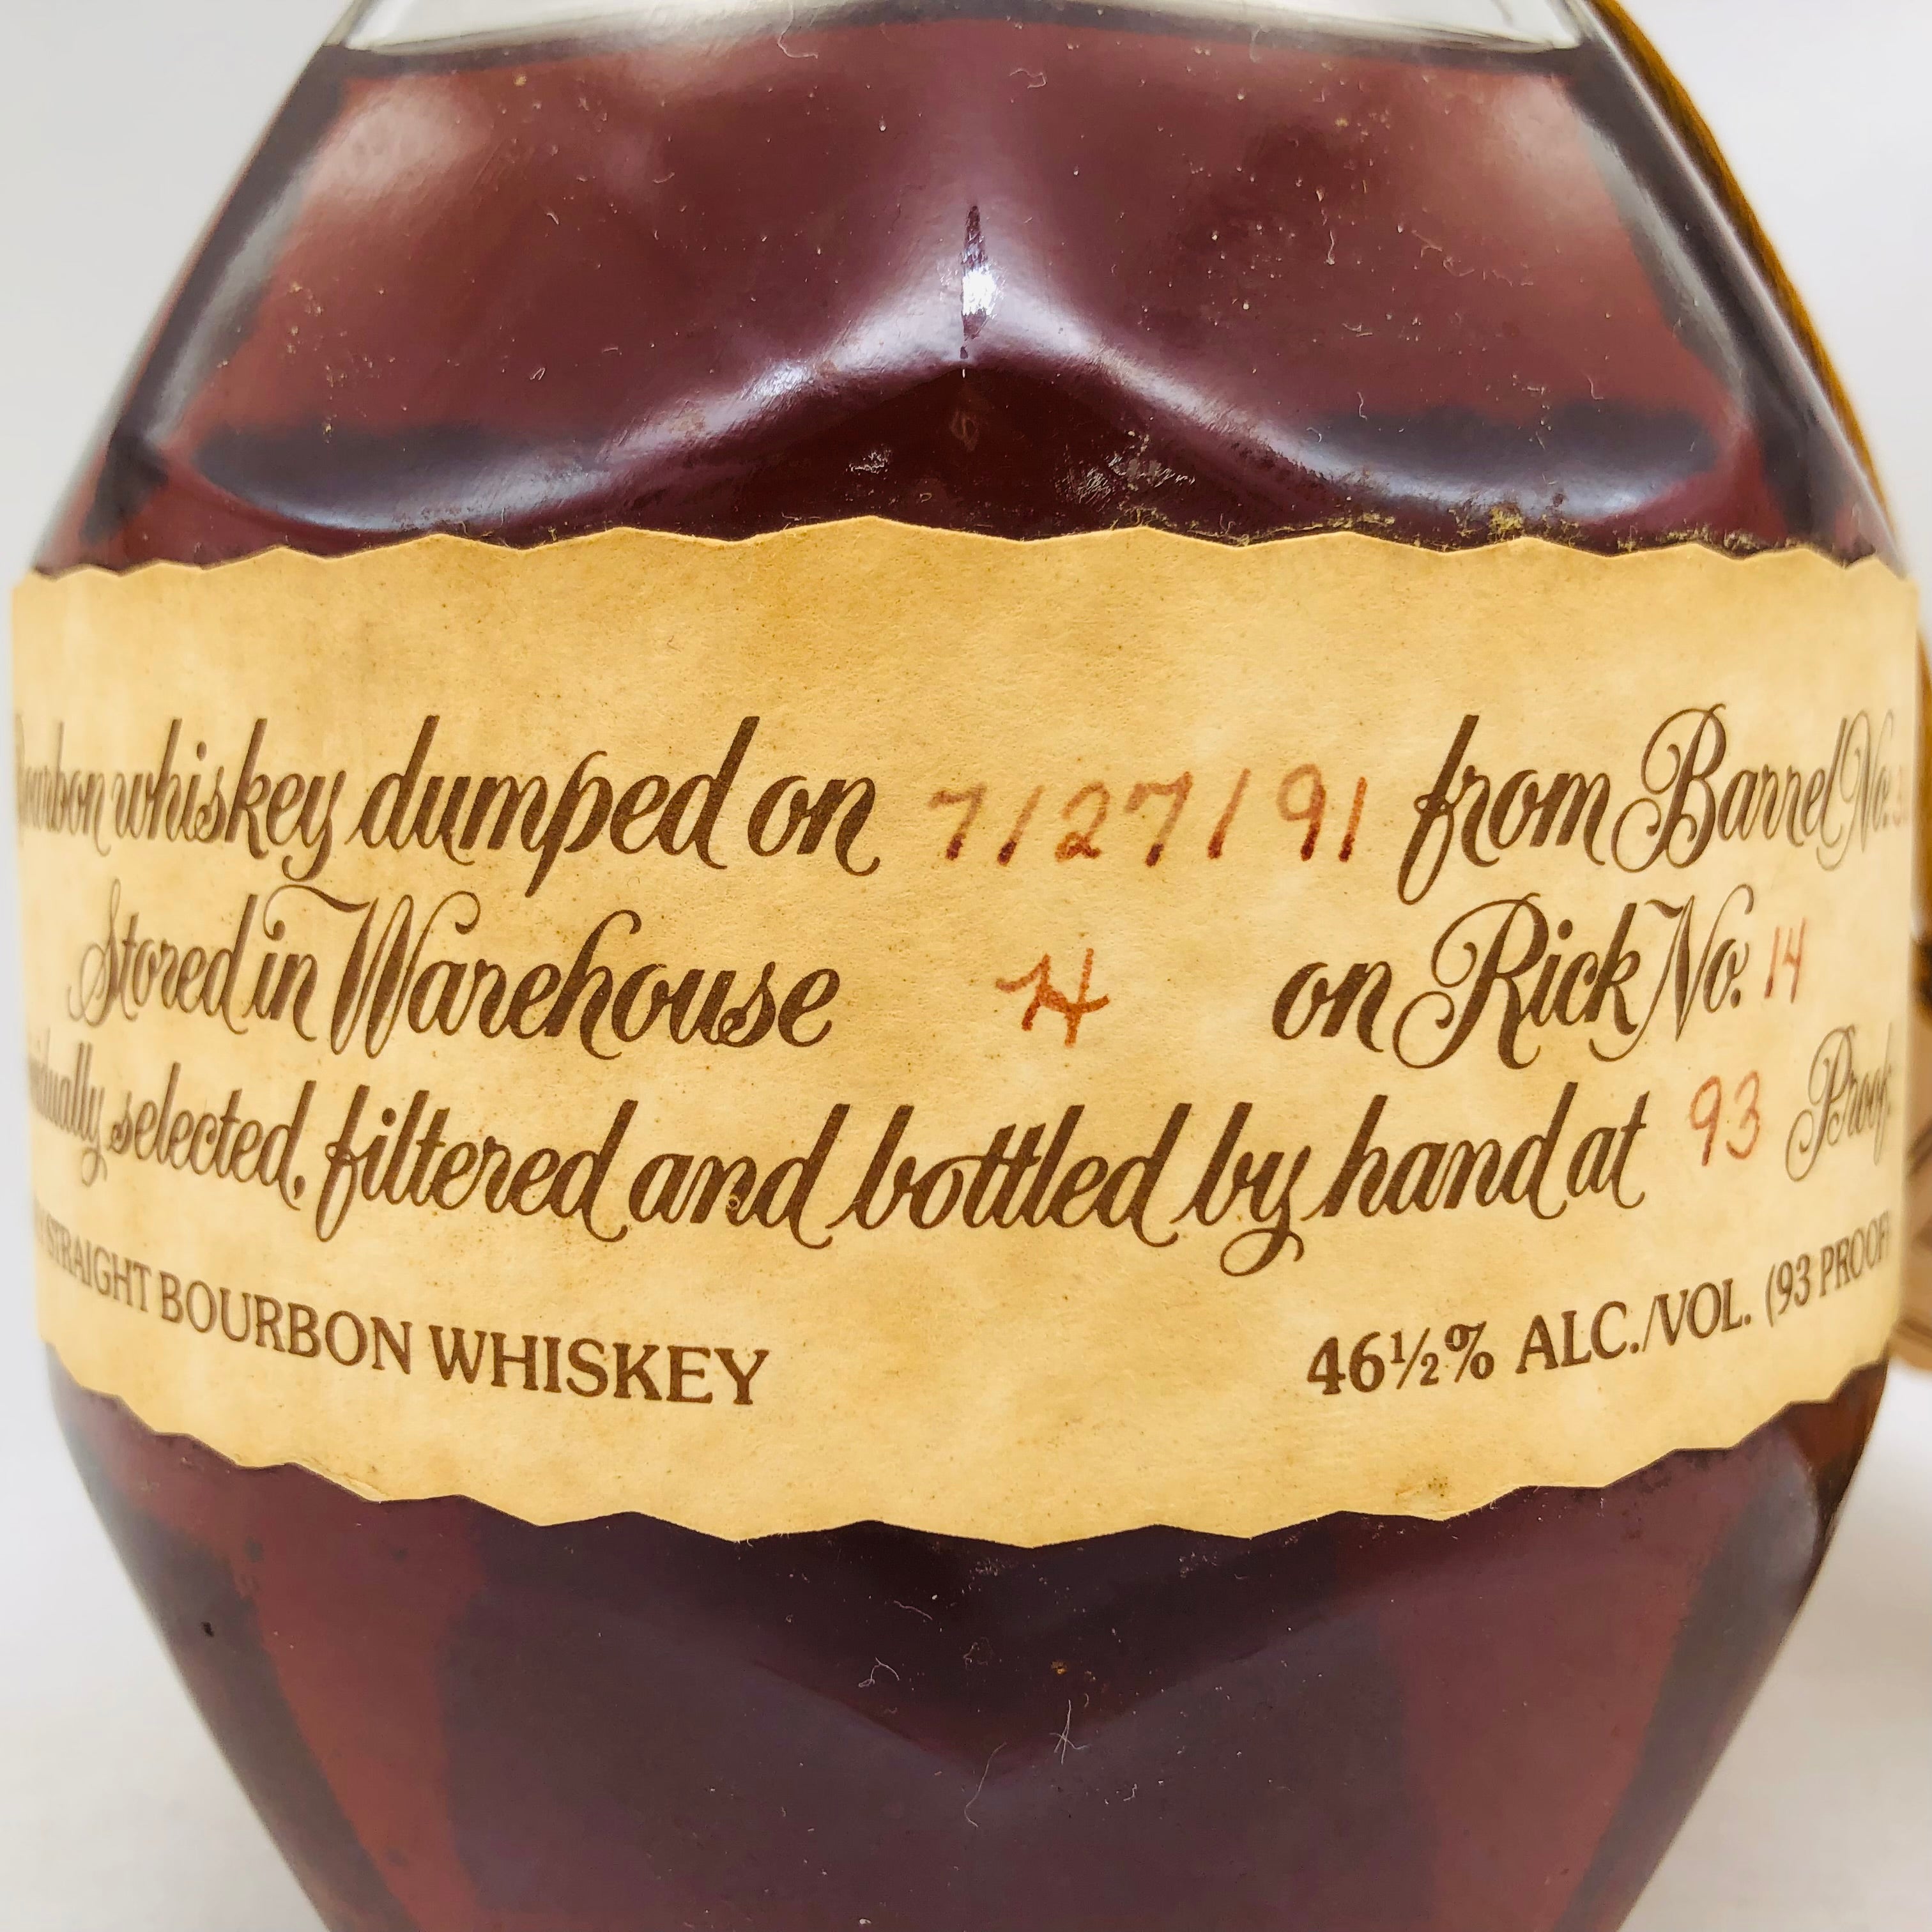 Bourbon whiskey dumped on 7/27/91 from Barrel No.
Stored in Warehouse H on Rick No. 14
selected, filtered and bottled by hand at 93 Proof.
STRAIGHT BOURBON WHISKEY
46½% ALC./VOL. (93 PROOF)